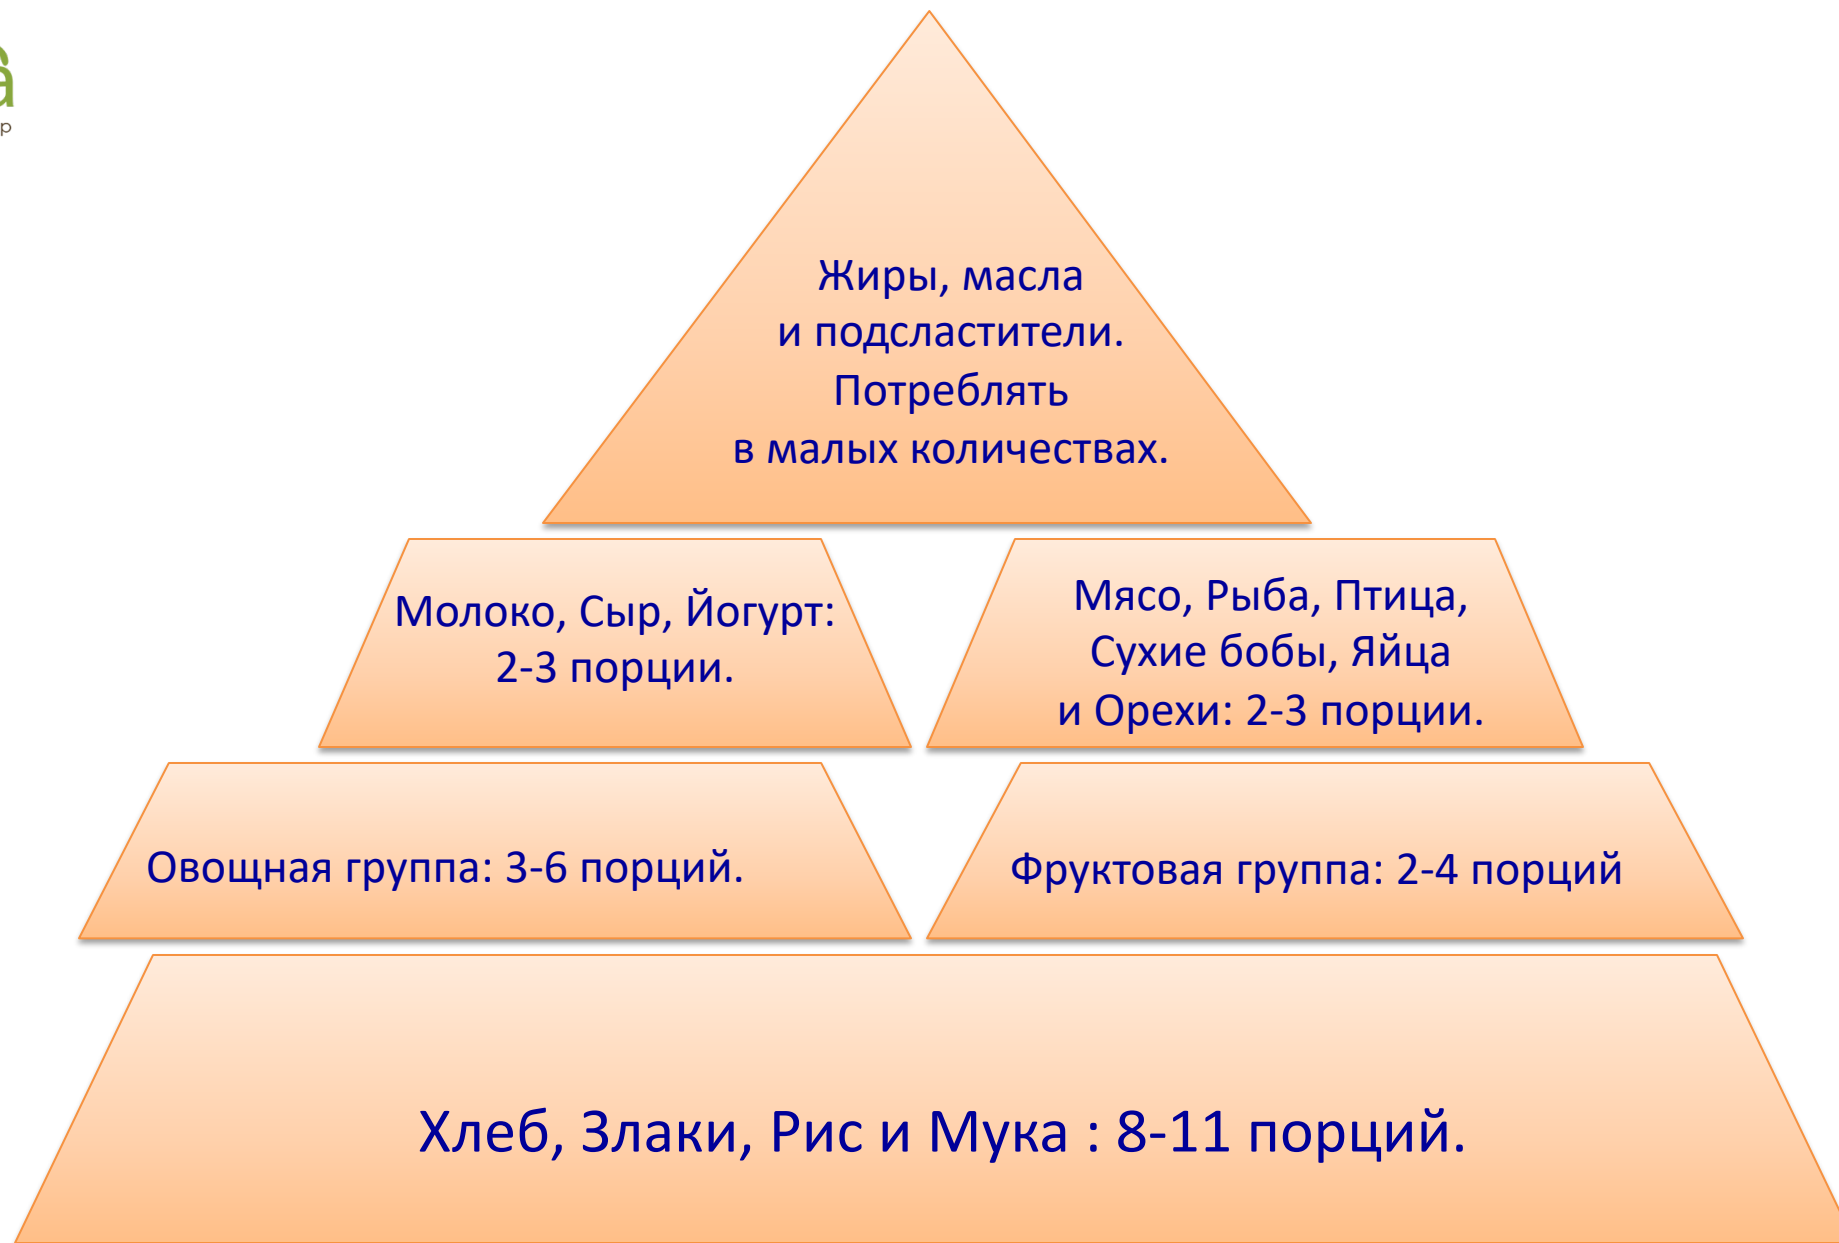 а
р
Жиры, масла
и подсластители.
Потреблять
в малых количествах.
Молоко, Сыр, Йогурт:
2-3 порции.
Мясо, Рыба, Птица,
Сухие бобы, Яйца
и Орехи: 2-3 порции.
Овощная группа: 3-6 порций.
Фруктовая группа: 2-4 порций
Хлеб, Злаки, Рис и Мука : 8-11 порций.